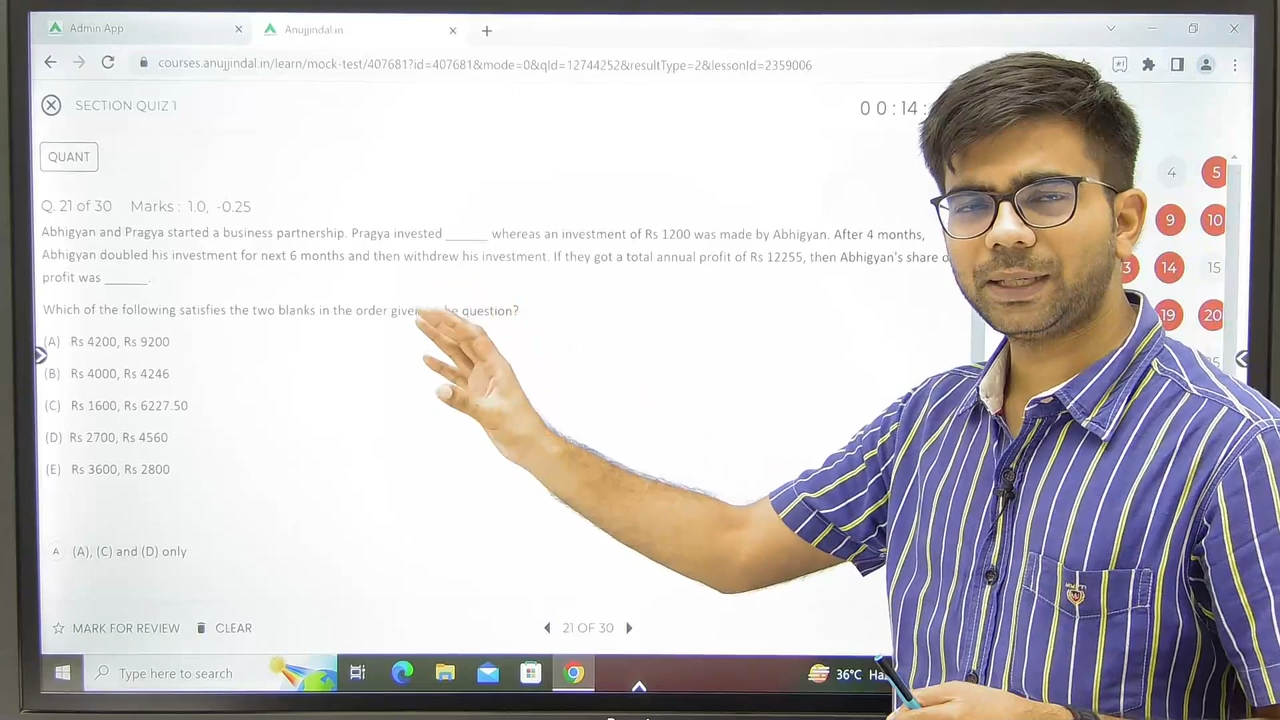 Admin App
Anujjindal.in
courses.anujjindal.in/learn/mock-test/407681?id=407681&mode=0&qId=12744252&resultType=2&lessonId=2359006
SECTION QUIZ 1
00:14:
QUANT
4 5
Q. 21 of 30 Marks : 1.0, -0.25
9 10
Abhigyan and Pragya started a business partnership. Pragya invested ______ whereas an investment of Rs 1200 was made by Abhigyan. After 4 months,
Abhigyan doubled his investment for next 6 months and then withdrew his investment. If they got a total annual profit of Rs 12255, then Abhigyan's share
14 15
profit was ______.
Which of the following satisfies the two blanks in the order question?
19 20
(A) Rs 4200, Rs 9200
(B) Rs 4000, Rs 4246
(C) Rs 1600, Rs 6227.50
(D) Rs 2700, Rs 4560
(E) Rs 3600, Rs 2800
A (A), (C) and (D) only
MARK FOR REVIEW CLEAR
21 OF 30
Type here to search
36°C